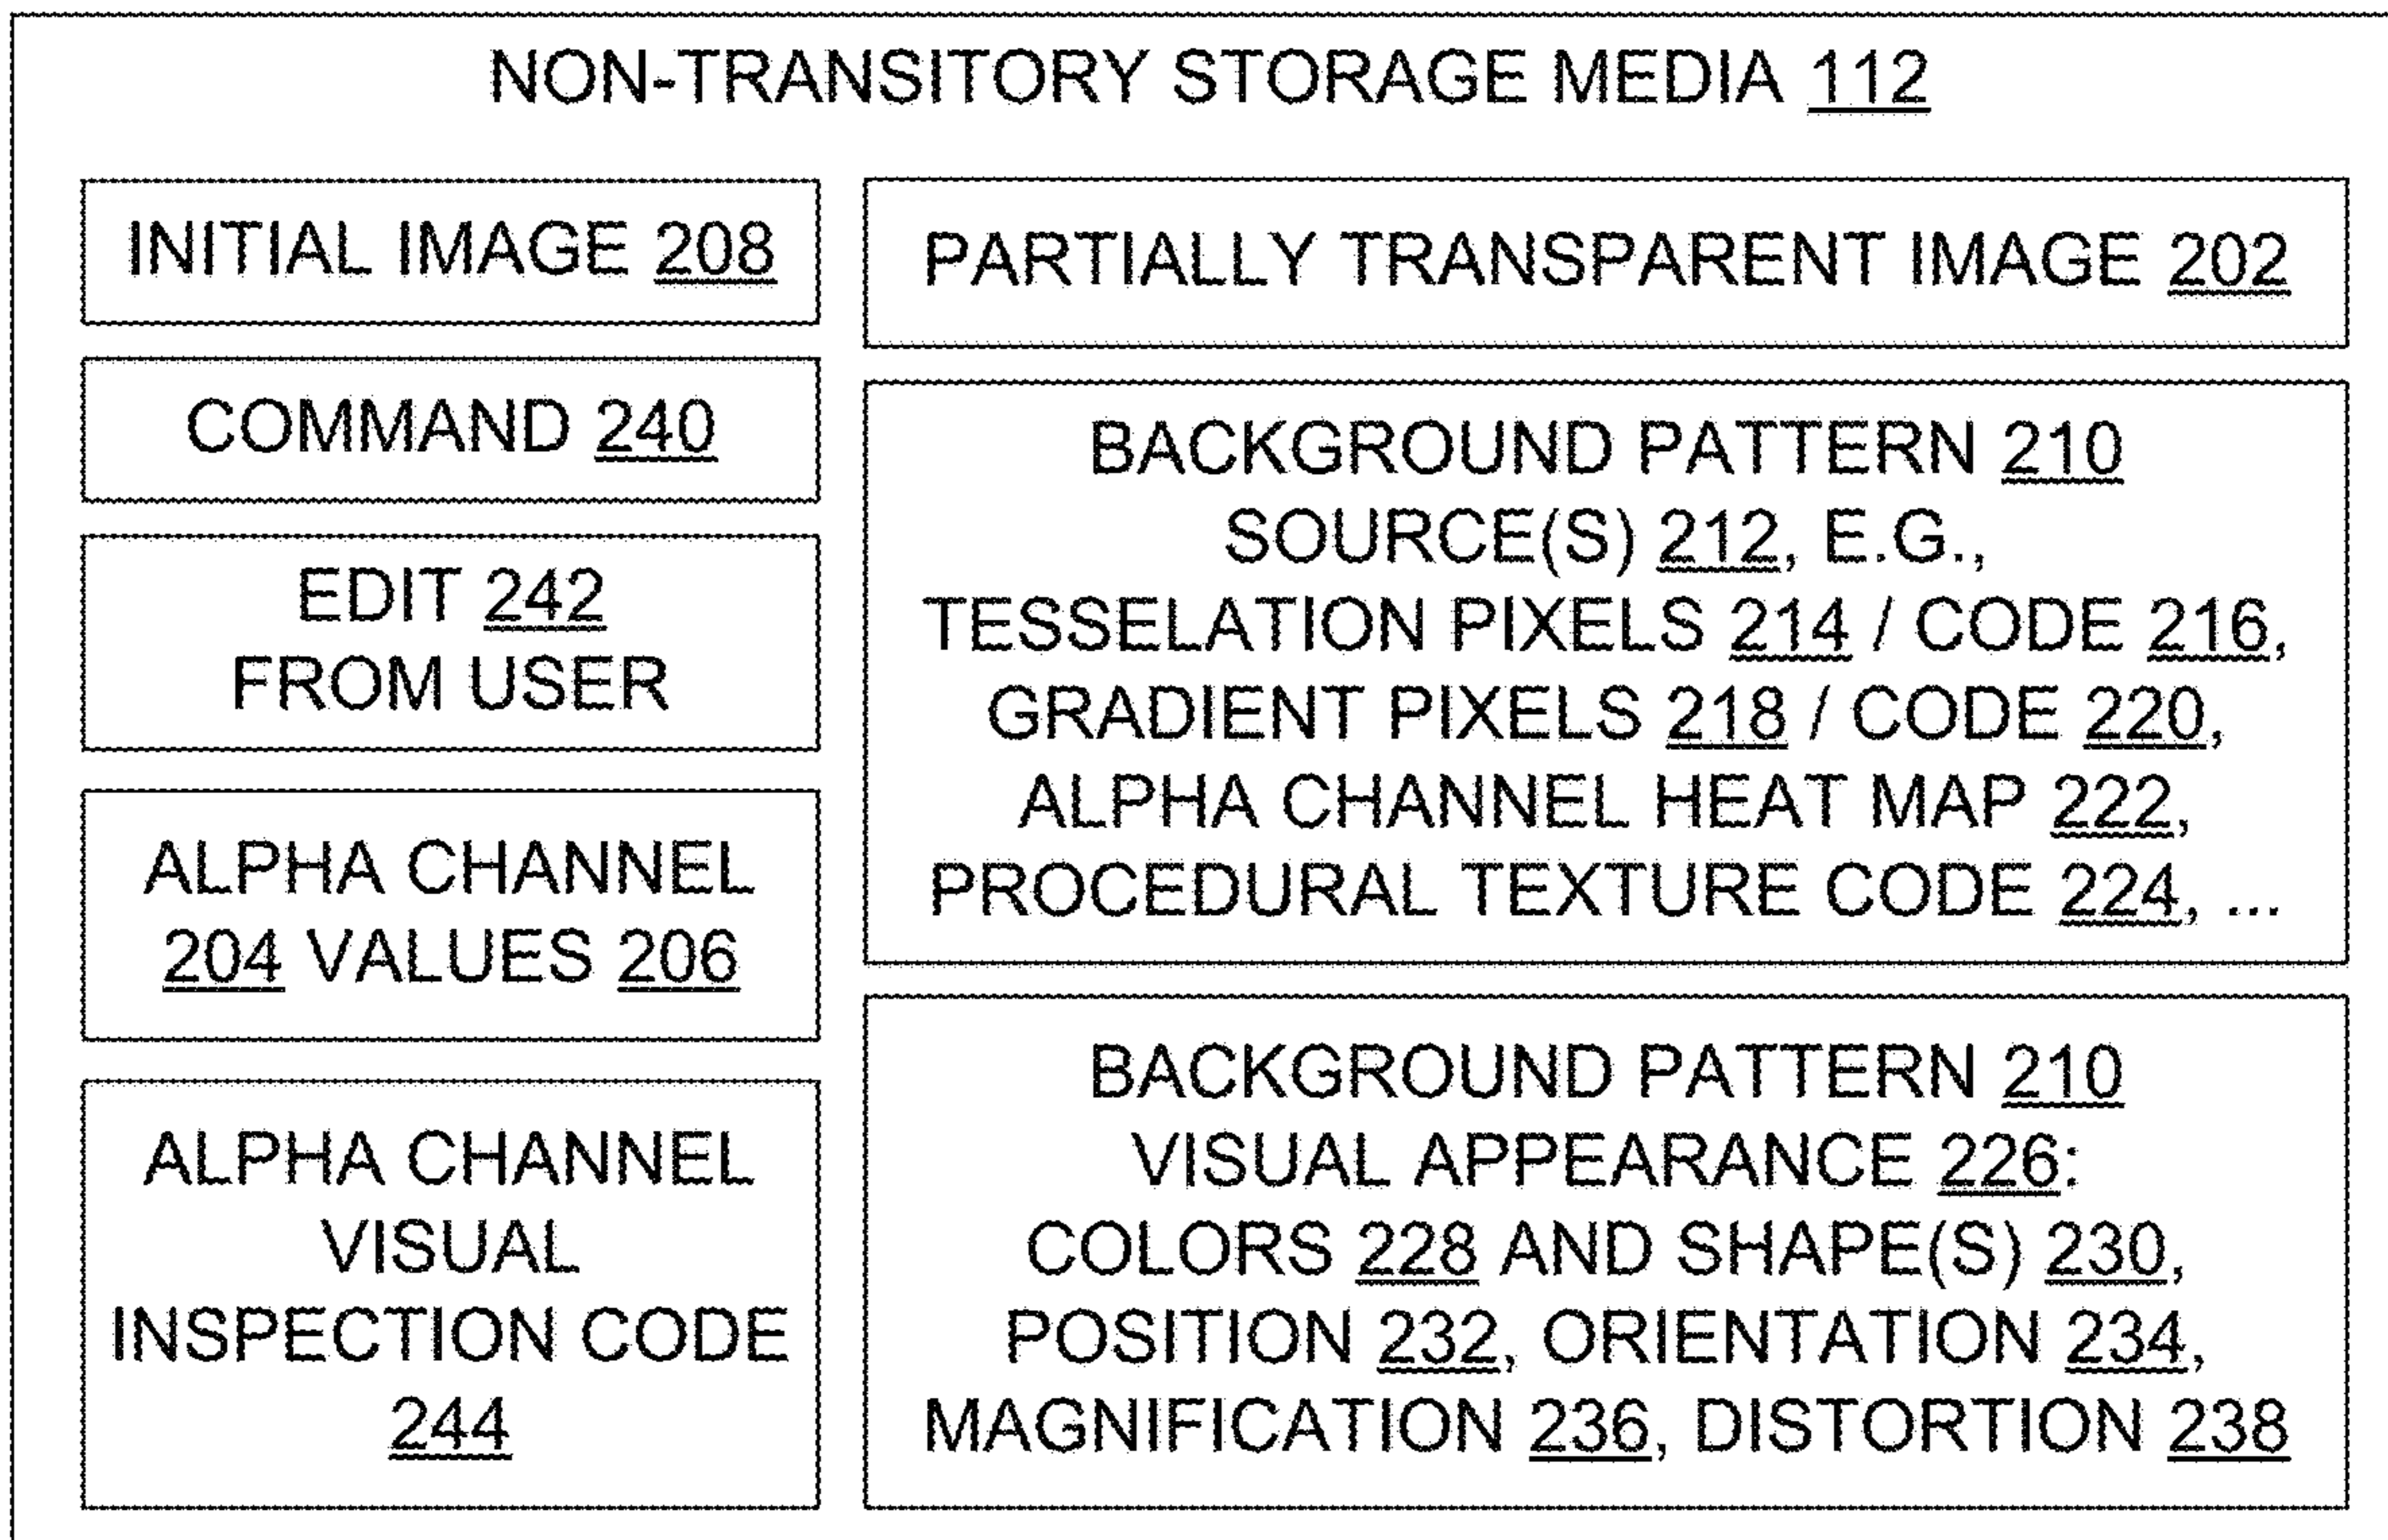 NON-TRANSITORY STORAGE MEDIA 112
INITIAL IMAGE 208
COMMAND 240
EDIT 242
FROM USER
ALPHA CHANNEL
204 VALUES 206
ALPHA CHANNEL
VISUAL
INSPECTION CODE
244
PARTIALLY TRANSPARENT IMAGE 202
BACKGROUND PATTERN 210
SOURCE(S) 212, E.G.,
TESSELATION PIXELS 214 / CODE 216,
GRADIENT PIXELS 218 / CODE 220,
ALPHA CHANNEL HEAT MAP 222,
PROCEDURAL TEXTURE CODE 224, ...
BACKGROUND PATTERN 210
VISUAL APPEARANCE 226:
COLORS 228 AND SHAPE(S) 230,
POSITION 232, ORIENTATION 234,
MAGNIFICATION 236, DISTORTION 238